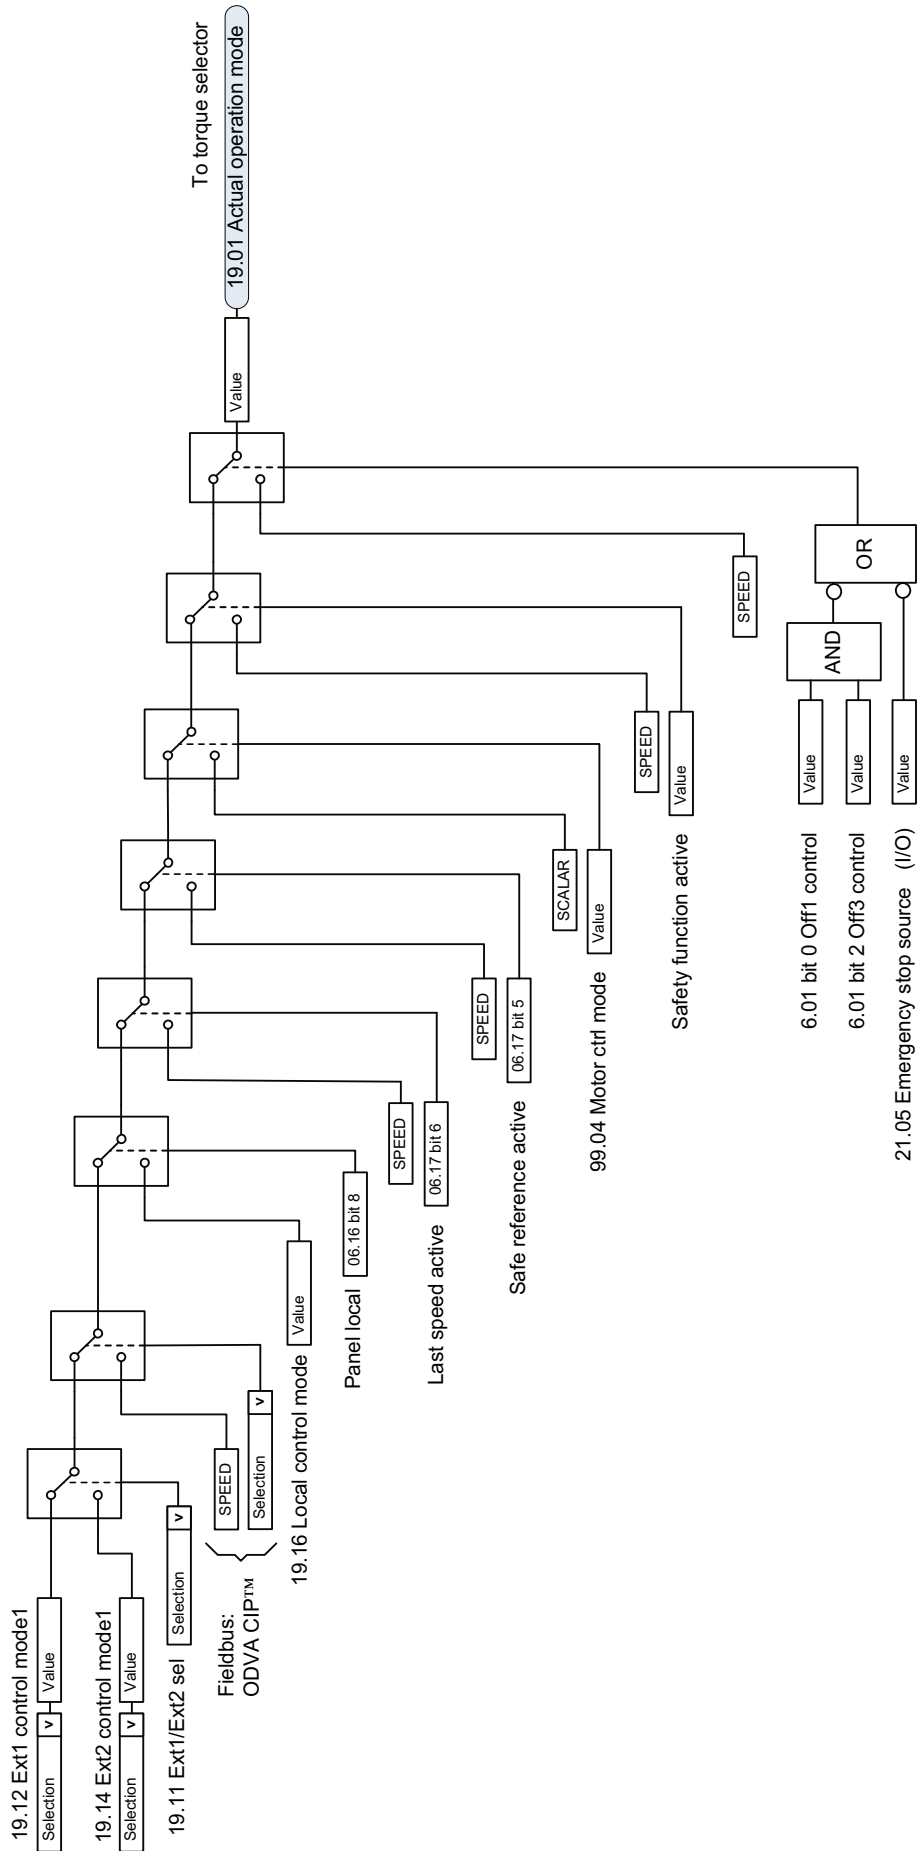 19.12 Ext1 control mode1
Selection
v
Value
19.14 Ext2 control mode1
Selection
v
Value
19.11 Ext1/Ext2 sel
Selection
v
Fieldbus:
ODVA CIP™
SPEED
Selection
v
19.16 Local control mode
Value
Panel local
06.16 bit 8
SPEED
Last speed active
06.17 bit 6
SPEED
Safe reference active
06.17 bit 5
SCALAR
99.04 Motor ctrl mode
Value
SPEED
Safety function active
Value
SPEED
6.01 bit 0 Off1 control
Value
6.01 bit 2 Off3 control
Value
AND
21.05 Emergency stop source (I/O)
Value
OR
Value
19.01 Actual operation mode
To torque selector